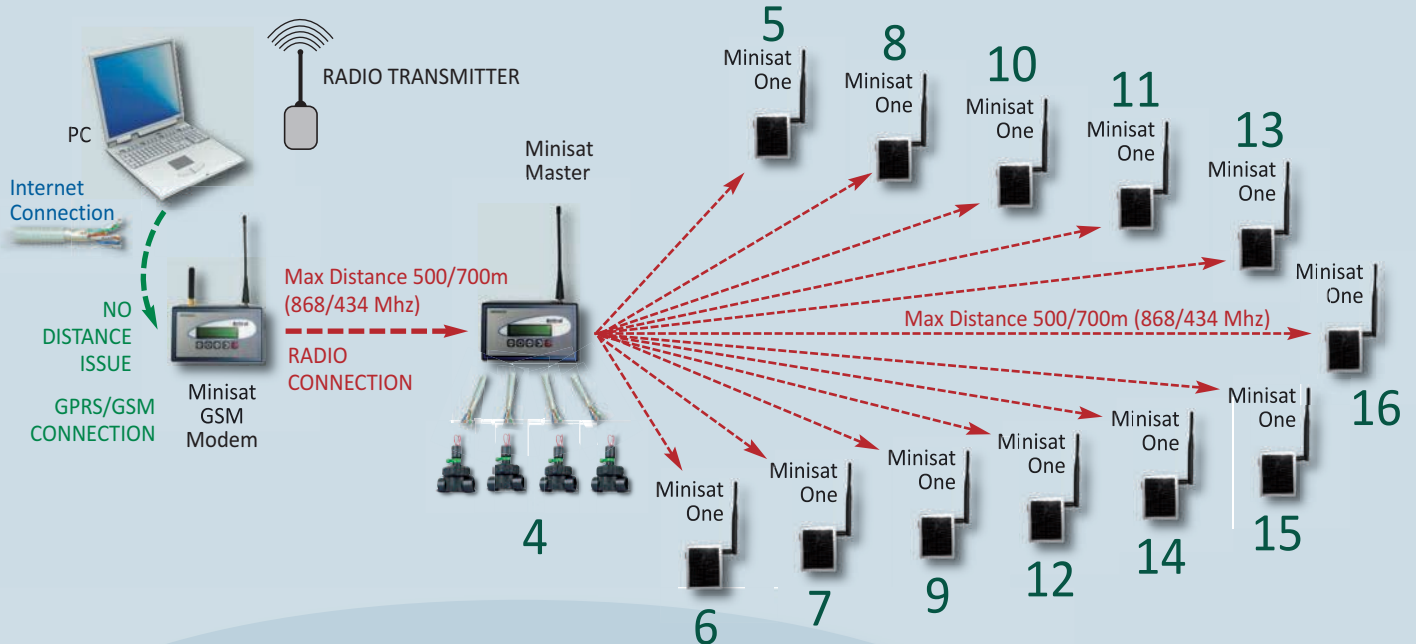 PC
RADIO TRANSMITTER
Internet
Connection
NO
DISTANCE
ISSUE
GPRS/GSM
CONNECTION
Minisat
GSM
Modem
Max Distance 500/700m
(868/434 Mhz)
RADIO
CONNECTION
Minisat
Master
4
5
Minisat
One
8
Minisat
One
10
Minisat
One
11
Minisat
One
13
Minisat
One
Max Distance 500/700m (868/434 Mhz)
Minisat
One
16
Minisat
One
15
Minisat
One
14
Minisat
One
12
Minisat
One
9
Minisat
One
7
Minisat
One
6